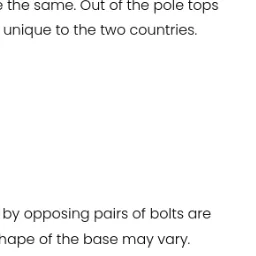 the same. Out of the pole tops
unique to the two countries.
by opposing pairs of bolts are
shape of the base may vary.